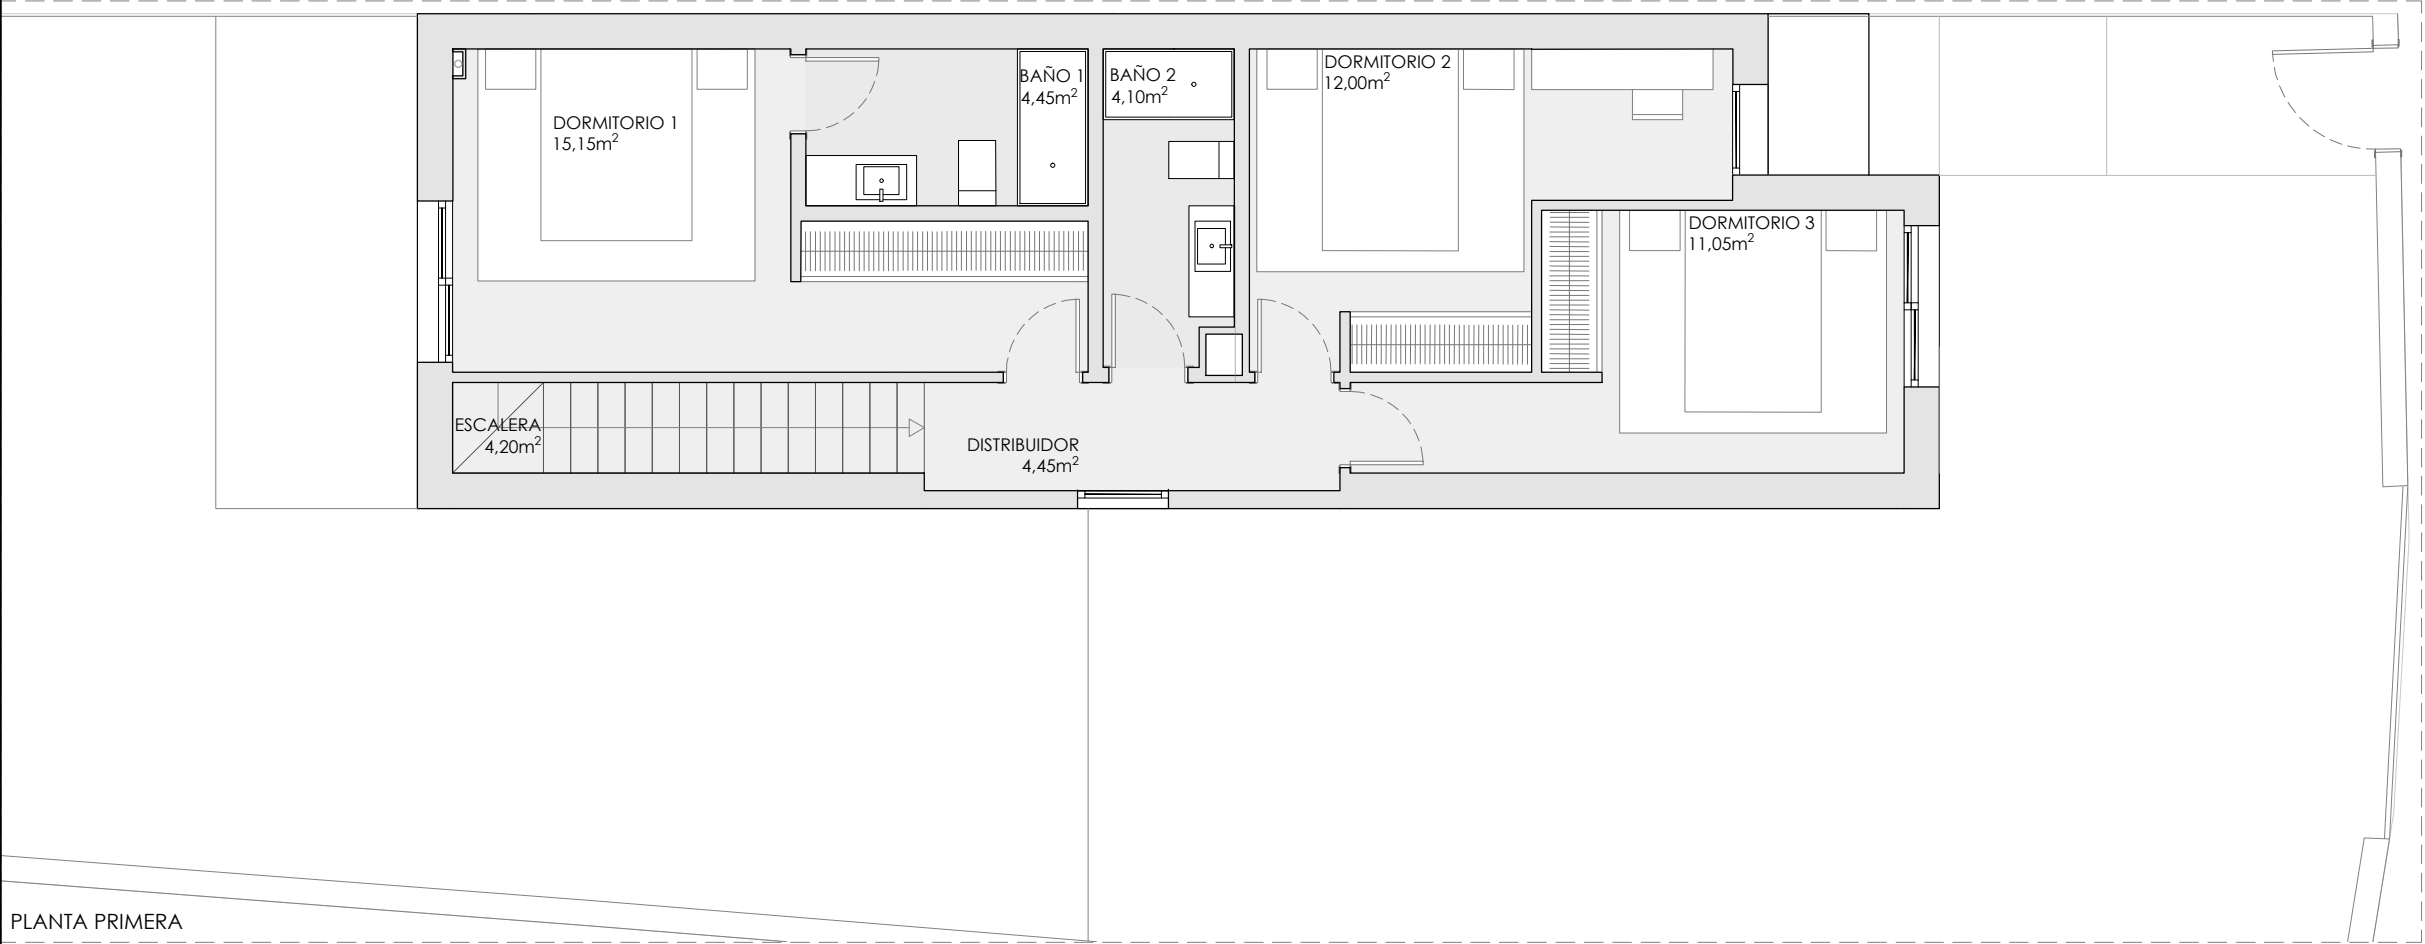 DORMITORIO 1
15,15m²
BAÑO 1
4,45m²
BAÑO 2
4,10m²
DORMITORIO 2
12,00m²
DORMITORIO 3
11,05m²
ESCALERA
4,20m²
DISTRIBUIDOR
4,45m²
PLANTA PRIMERA